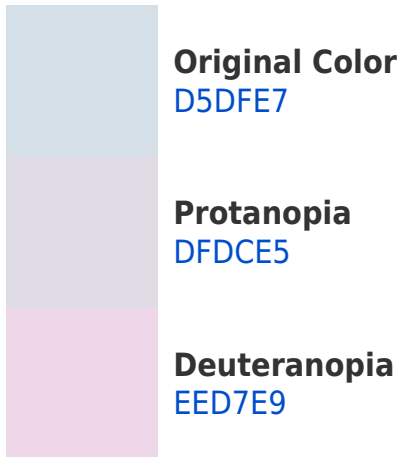 Original Color
D5DFE7
Protanopia
DFDCE5
Deuteranopia
EED7E9